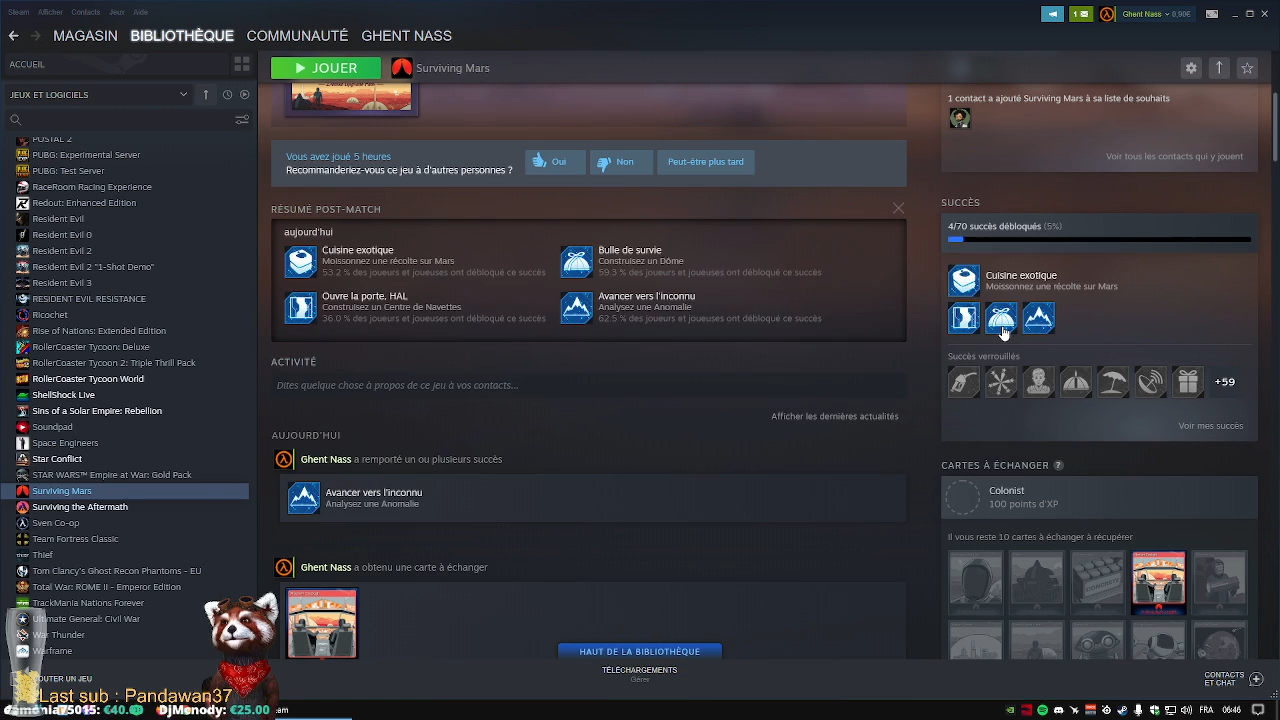 Steam Afficher Contacts Jeux Aide
1
Ghent Nass
0,90€
MAGASIN BIBLIOTHÈQUE COMMUNAUTÉ GHENT NASS
ACCUEIL
JEUX ET LOGICIELS
POSTAL 2
PUBG: Experimental Server
PUBG: Test Server
RaceRoom Racing Experience
Redout: Enhanced Edition
Resident Evil
Resident Evil 0
Resident Evil 2
Resident Evil 2 "1-Shot Demo"
Resident Evil 3
RESIDENT EVIL RESISTANCE
Ricochet
Rise of Nations: Extended Edition
RollerCoaster Tycoon: Deluxe
RollerCoaster Tycoon 2: Triple Thrill Pack
RollerCoaster Tycoon World
ShellShock Live
Sins of a Solar Empire: Rebellion
Soundpad
Space Engineers
Star Conflict
STAR WARS™ Empire at War: Gold Pack
Surviving Mars
Surviving the Aftermath
Sven Co-op
Team Fortress Classic
Thief
Tom Clancy's Ghost Recon Phantoms - EU
Total War: ROME II - Emperor Edition
TrackMania Nations Forever
Ultimate General: Civil War
War Thunder
Warframe
OUTER UN JEU
JOUER
Surviving Mars
Vous avez joué 5 heures
Recommanderiez-vous ce jeu à d'autres personnes ?
Oui
Non
Peut-être plus tard
RÉSUMÉ POST-MATCH
aujourd'hui
Cuisine exotique
Moissonnez une récolte sur Mars
53.2 % des joueurs et joueuses ont débloqué ce succès
Bulle de survie
Construisez un Dôme
59.3 % des joueurs et joueuses ont débloqué ce succès
Ouvre la porte, HAL
Construisez un Centre de Navettes
36.0 % des joueurs et joueuses ont débloqué ce succès
Avancer vers l'inconnu
Analysez une Anomalie
62.5 % des joueurs et joueuses ont débloqué ce succès
ACTIVITÉ
Dites quelque chose à propos de ce jeu à vos contacts...
Afficher les dernières actualités
AUJOURD'HUI
Ghent Nass a remporté un ou plusieurs succès
Avancer vers l'inconnu
Analysez une Anomalie
Ghent Nass a obtenu une carte à échanger
HAUT DE LA BIBLIOTHÈQUE
1 contact a ajouté Surviving Mars à sa liste de souhaits
Voir tous les contacts qui y jouent
SUCCÈS
4/70 succès débloqués (5%)
Cuisine exotique
Moissonnez une récolte sur Mars
Succès verrouillés
+59
Voir mes succès
CARTES À ÉCHANGER ?
Colonist
100 points d'XP
Il vous reste 10 cartes à échanger à récupérer
TÉLÉCHARGEMENTS
Gérer
CONTACTS
ET CHAT
Last sub : Pandawan37
€40.00
DjMenody: €25.00
eam
FRA
06:46